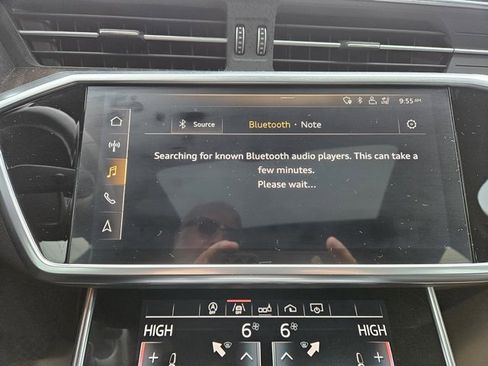 9:55 AM
Source
Bluetooth • Note
Searching for known Bluetooth audio players. This can take a
few minutes.
Please wait...
HIGH 6 6 HIGH